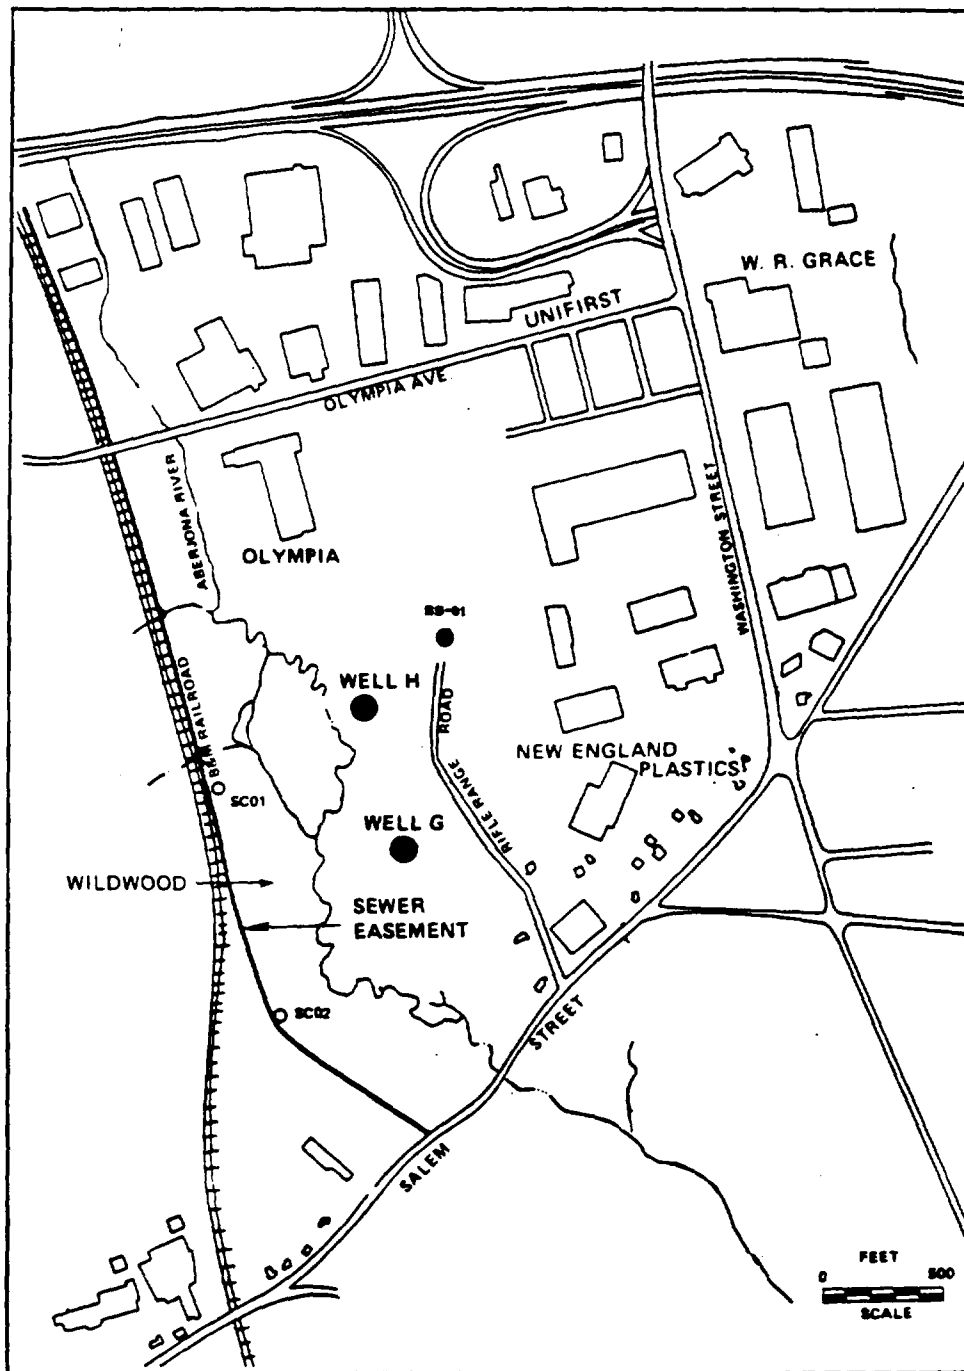 W. R. GRACE
UNIFIRST
OLYMPIA AVE
ABERJONA RIVER
WASHINGTON STREET
OLYMPIA
B&M RAILROAD
WELL H
RIFLE RANGE ROAD
NEW ENGLAND
PLASTICS
SC01
WELL G
WILDWOOD
SEWER
EASEMENT
SC02
SALEM STREET
FEET
0 500
SCALE